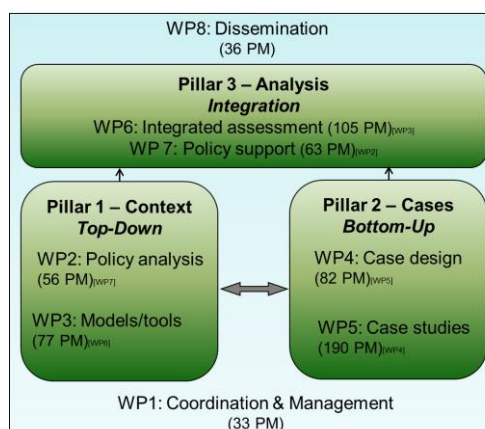 WP8: Dissemination
(36 PM)
Pillar 3 – Analysis
Integration
WP6: Integrated assessment (105 PM)[WP3]
WP 7: Policy support (63 PM)[WP2]
Pillar 1 – Context
Top-Down
WP2: Policy analysis
(56 PM)[WP7]
WP3: Models/tools
(77 PM)[WP6]
Pillar 2 – Cases
Bottom-Up
WP4: Case design
(82 PM)[WP5]
WP5: Case studies
(190 PM)[WP4]
WP1: Coordination & Management
(33 PM)